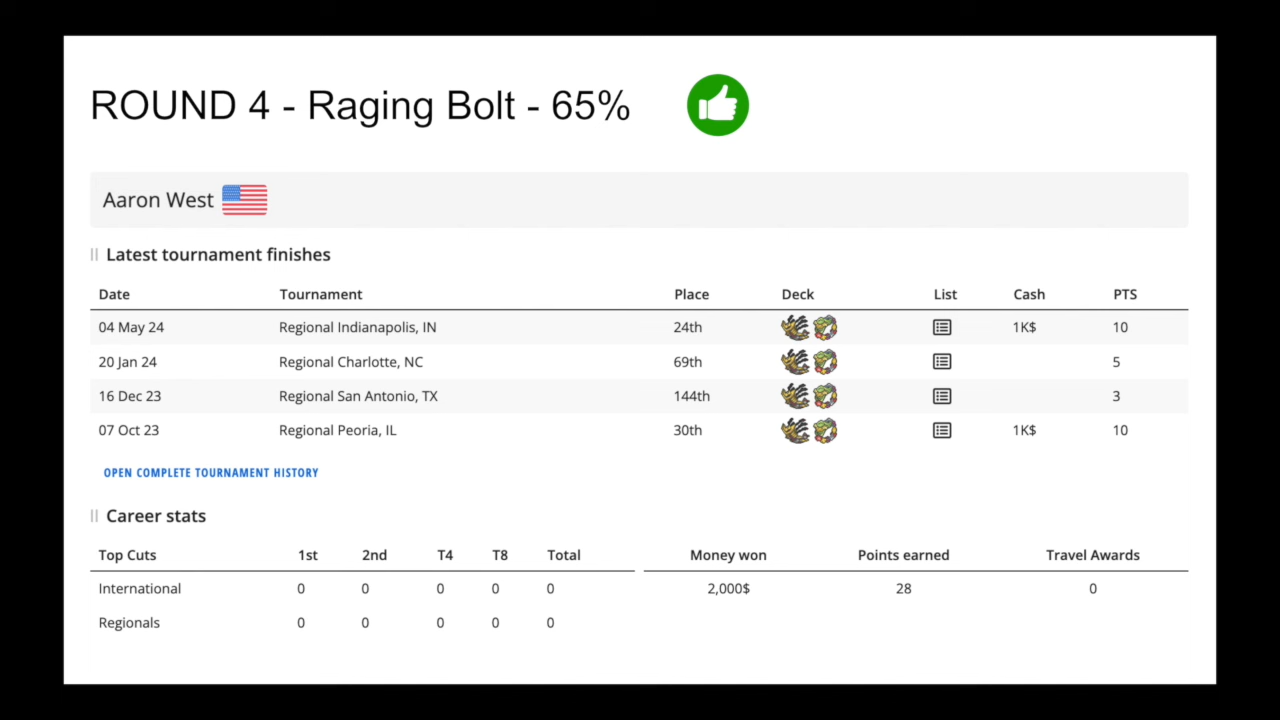 ROUND 4 - Raging Bolt - 65%
Aaron West
Latest tournament finishes
Date Tournament Place Deck List Cash PTS
04 May 24 Regional Indianapolis, IN 24th 1K$ 10
20 Jan 24 Regional Charlotte, NC 69th 5
16 Dec 23 Regional San Antonio, TX 144th 3
07 Oct 23 Regional Peoria, IL 30th 1K$ 10
OPEN COMPLETE TOURNAMENT HISTORY
Career stats
Top Cuts 1st 2nd T4 T8 Total Money won Points earned Travel Awards
International 0 0 0 0 0 2,000$ 28 0
Regionals 0 0 0 0 0